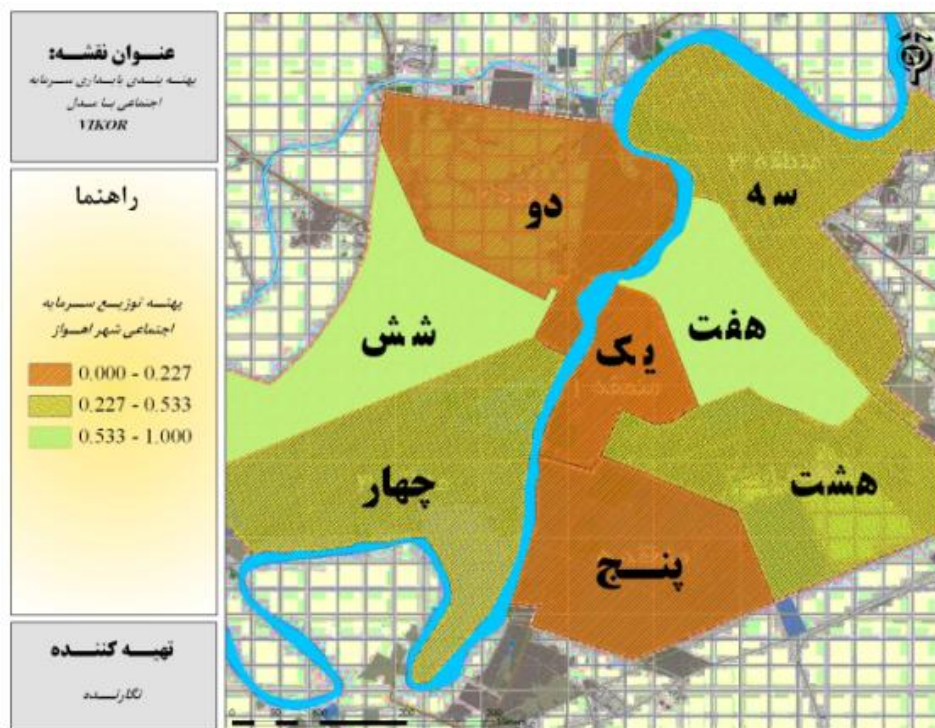 عنوان نقشه:
پهنه بندی پایداری سرمایه
اجتماعی با مدل
VIKOR
راهنما
پهنه توزیع سرمایه
اجتماعی شهر اهواز
0.000 - 0.227
0.227 - 0.533
0.533 - 1.000
تهیه کننده
نگارنده
سه
دو
هفت
یک
شش
منطقه 1
چهار
هشت
پنج